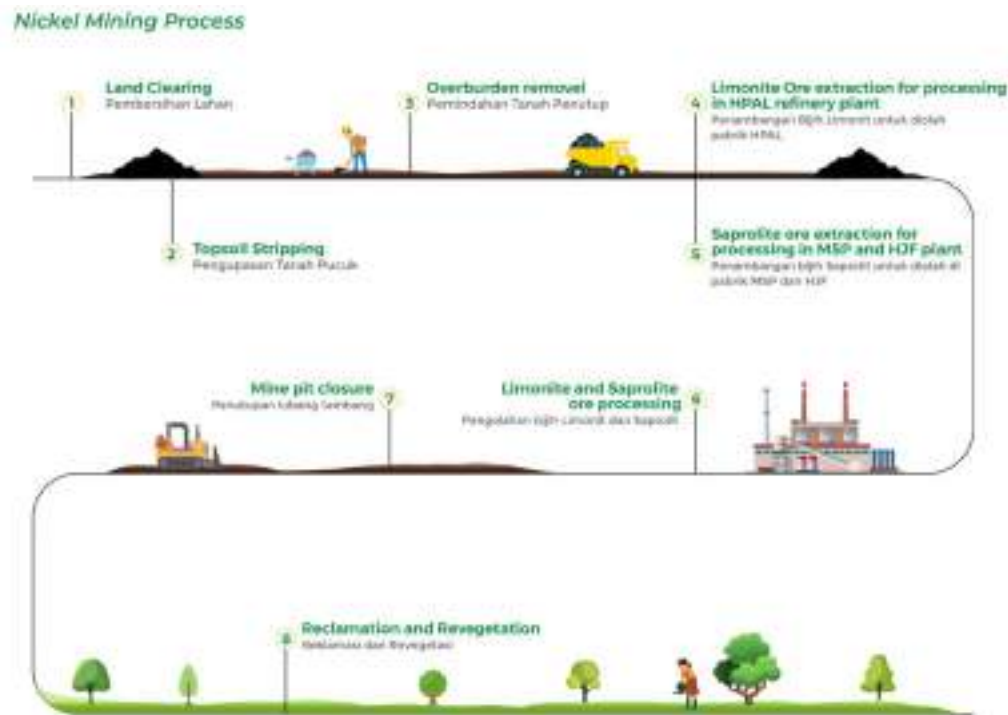 Nickel Mining Process
1
Land Clearing
Pembersihan Lahan
2
Topsoil Stripping
Pengupasan Tanah Pucuk
3
Overburden removel
Pemindahan Tanah Penutup
4
Limonite Ore extraction for processing
in HPAL refinery plant
Penambangan Bijih Limonit untuk diolah
pabrik HPAL
5
Saprolite ore extraction for
processing in MSP and HJF plant
Penambangan bijih Saprolit untuk diolah di
pabrik MSP dan HJF
6
Limonite and Saprolite
ore processing
Pengolahan bijih Limonit dan Saprolit
7
Mine pit closure
Penutupan lubang tambang
8
Reclamation and Revegetation
Reklamasi dan Revegetasi